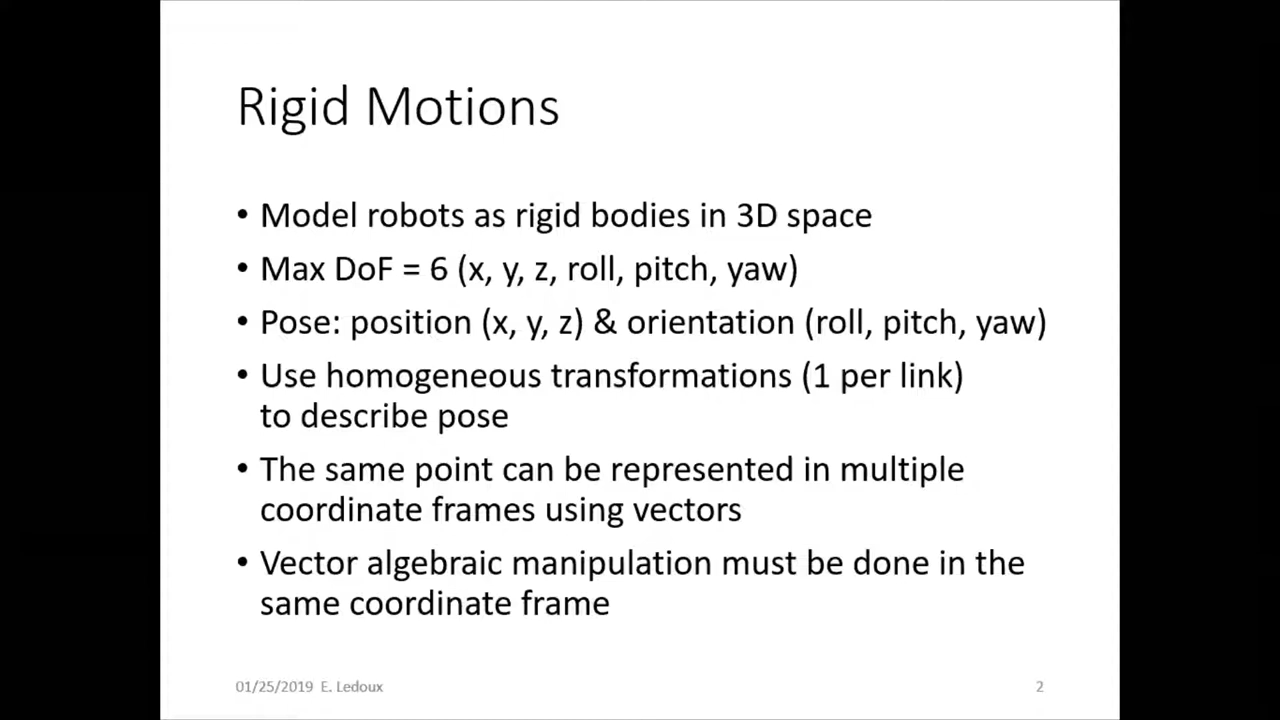 Rigid Motions
• Model robots as rigid bodies in 3D space
• Max DoF = 6 (x, y, z, roll, pitch, yaw)
• Pose: position (x, y, z) & orientation (roll, pitch, yaw)
• Use homogeneous transformations (1 per link)
to describe pose
• The same point can be represented in multiple
coordinate frames using vectors
• Vector algebraic manipulation must be done in the
same coordinate frame
01/25/2019 E. Ledoux
2